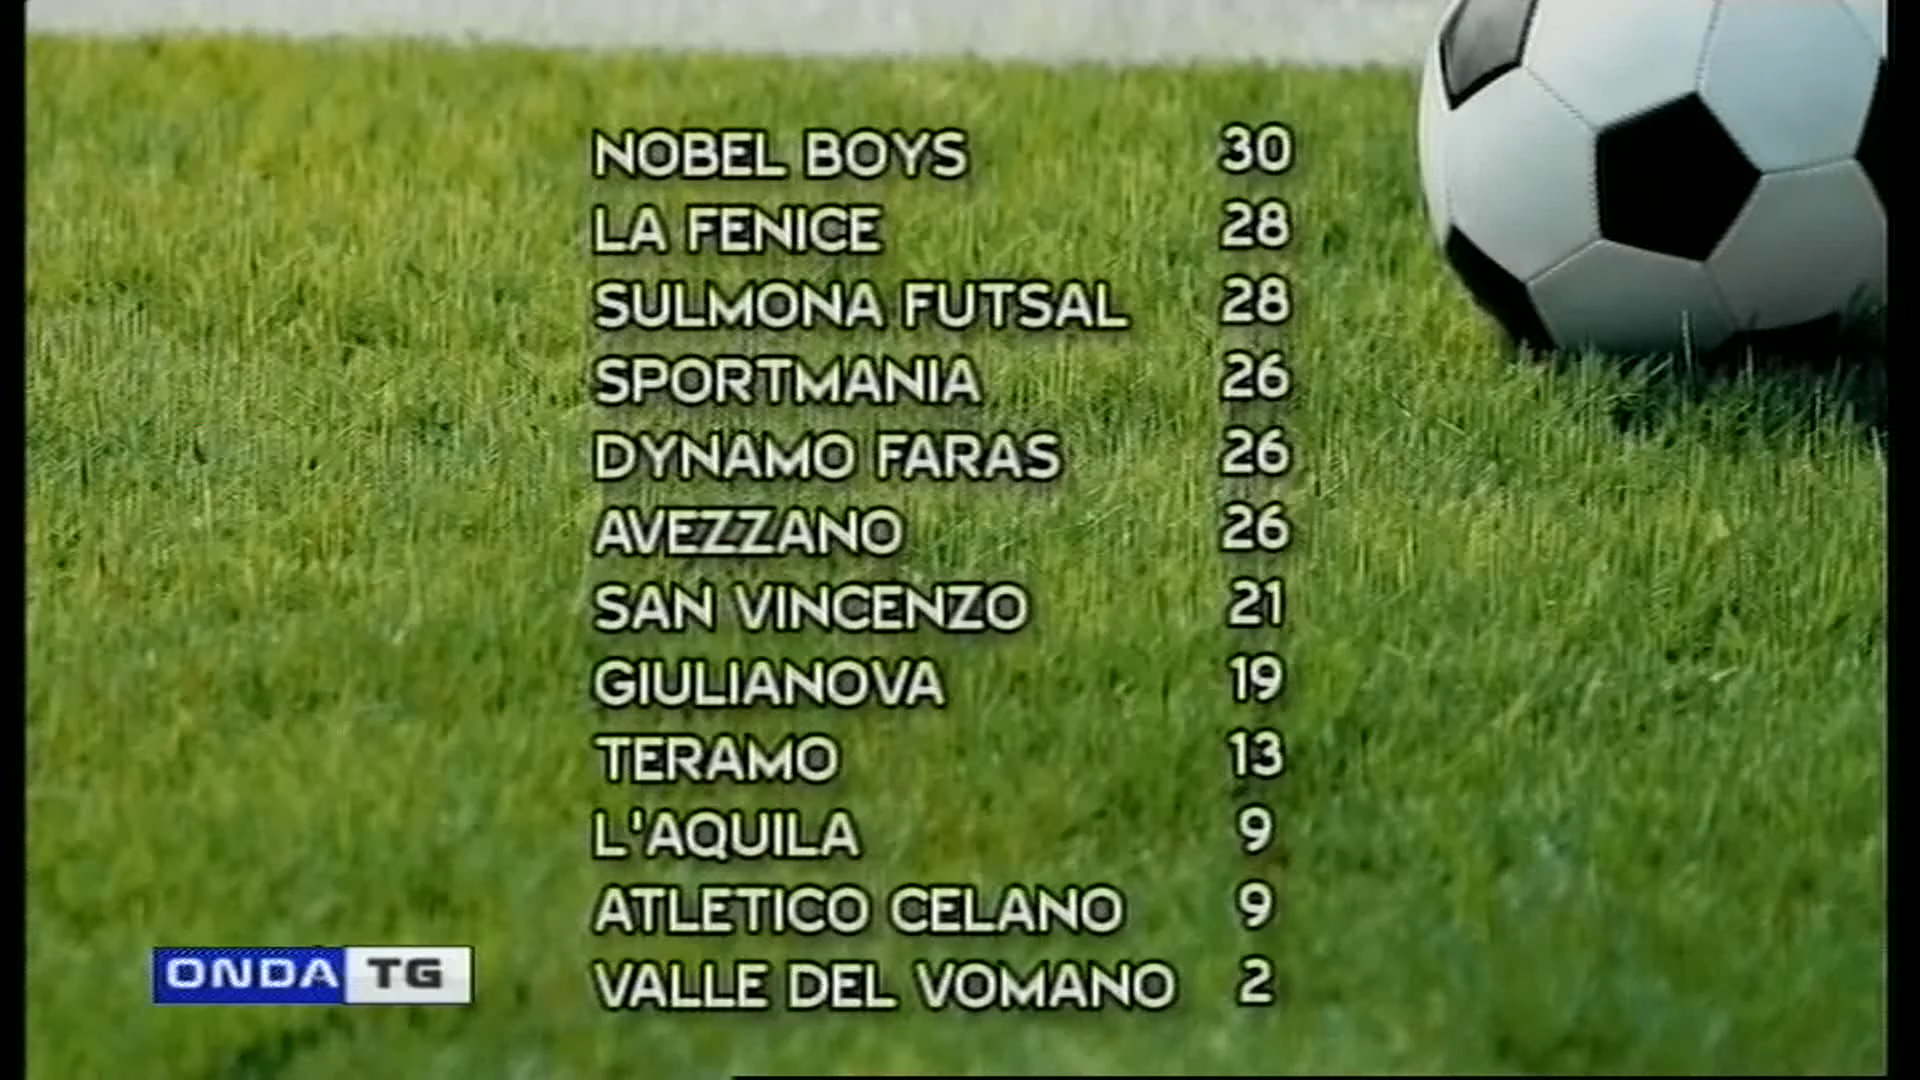 NOBEL BOYS 30
LA FENICE 28
SULMONA FUTSAL 28
SPORTMANIA 26
DYNAMO FARAS 26
AVEZZANO 26
SAN VINCENZO 21
GIULIANOVA 19
TERAMO 13
L'AQUILA 9
ATLETICO CELANO 9
VALLE DEL VOMANO 2
ONDA TG